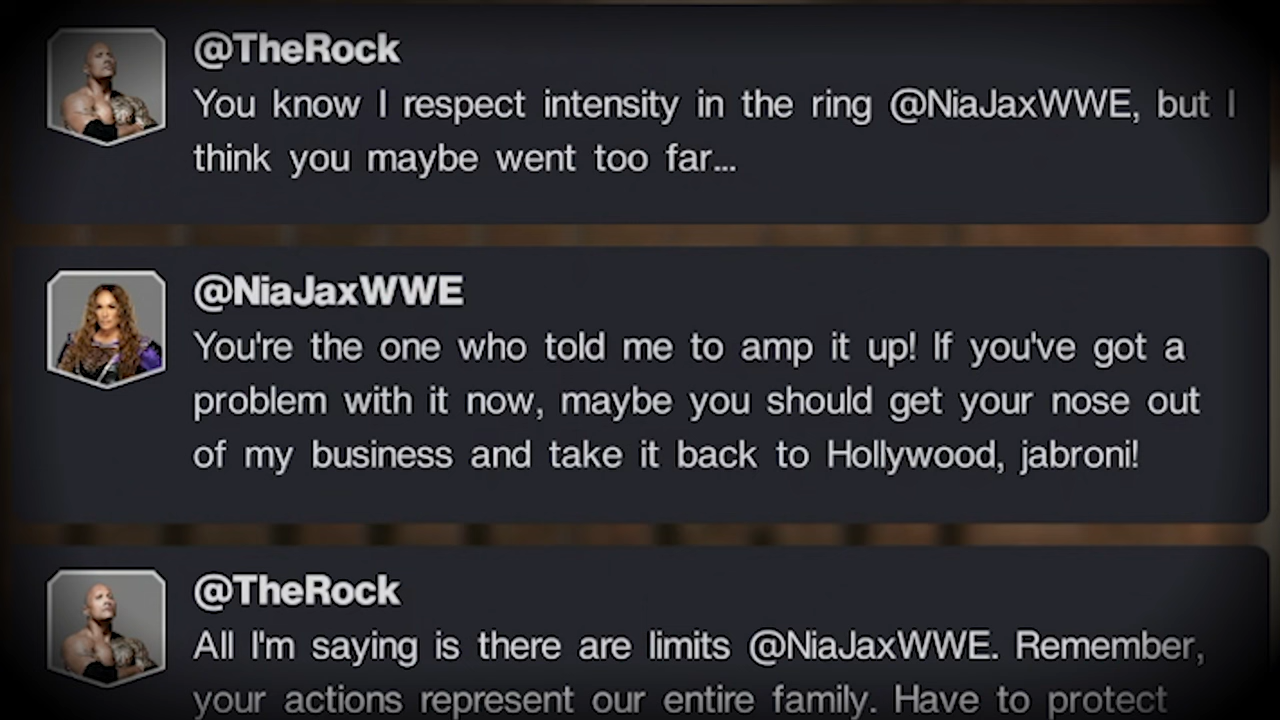 @TheRock
You know I respect intensity in the ring @NiaJaxWWE, but I
think you maybe went too far...
@NiaJaxWWE
You're the one who told me to amp it up! If you've got a
problem with it now, maybe you should get your nose out
of my business and take it back to Hollywood, jabroni!
@TheRock
All I'm saying is there are limits @NiaJaxWWE. Remember,
your actions represent our entire family. Have to protect